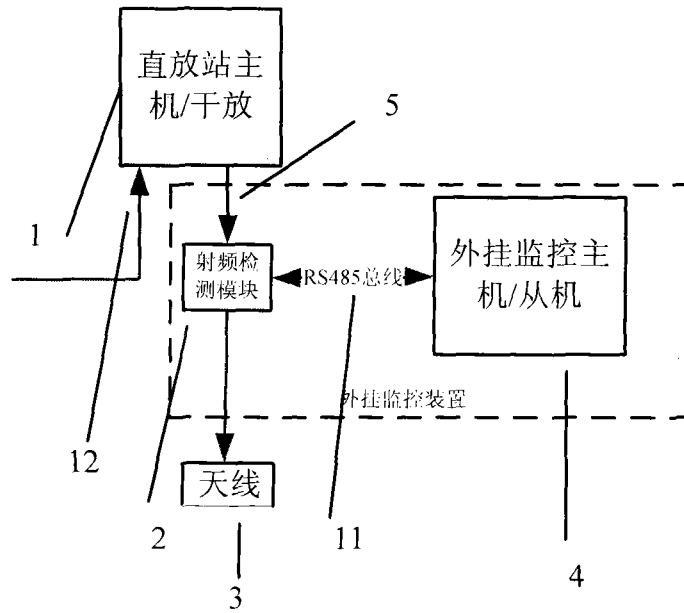 直放站主
机/干放
5
1
射频检
测模块
RS485总线
外挂监控主
机/从机
外挂监控装置
12
天线
2
11
3
4